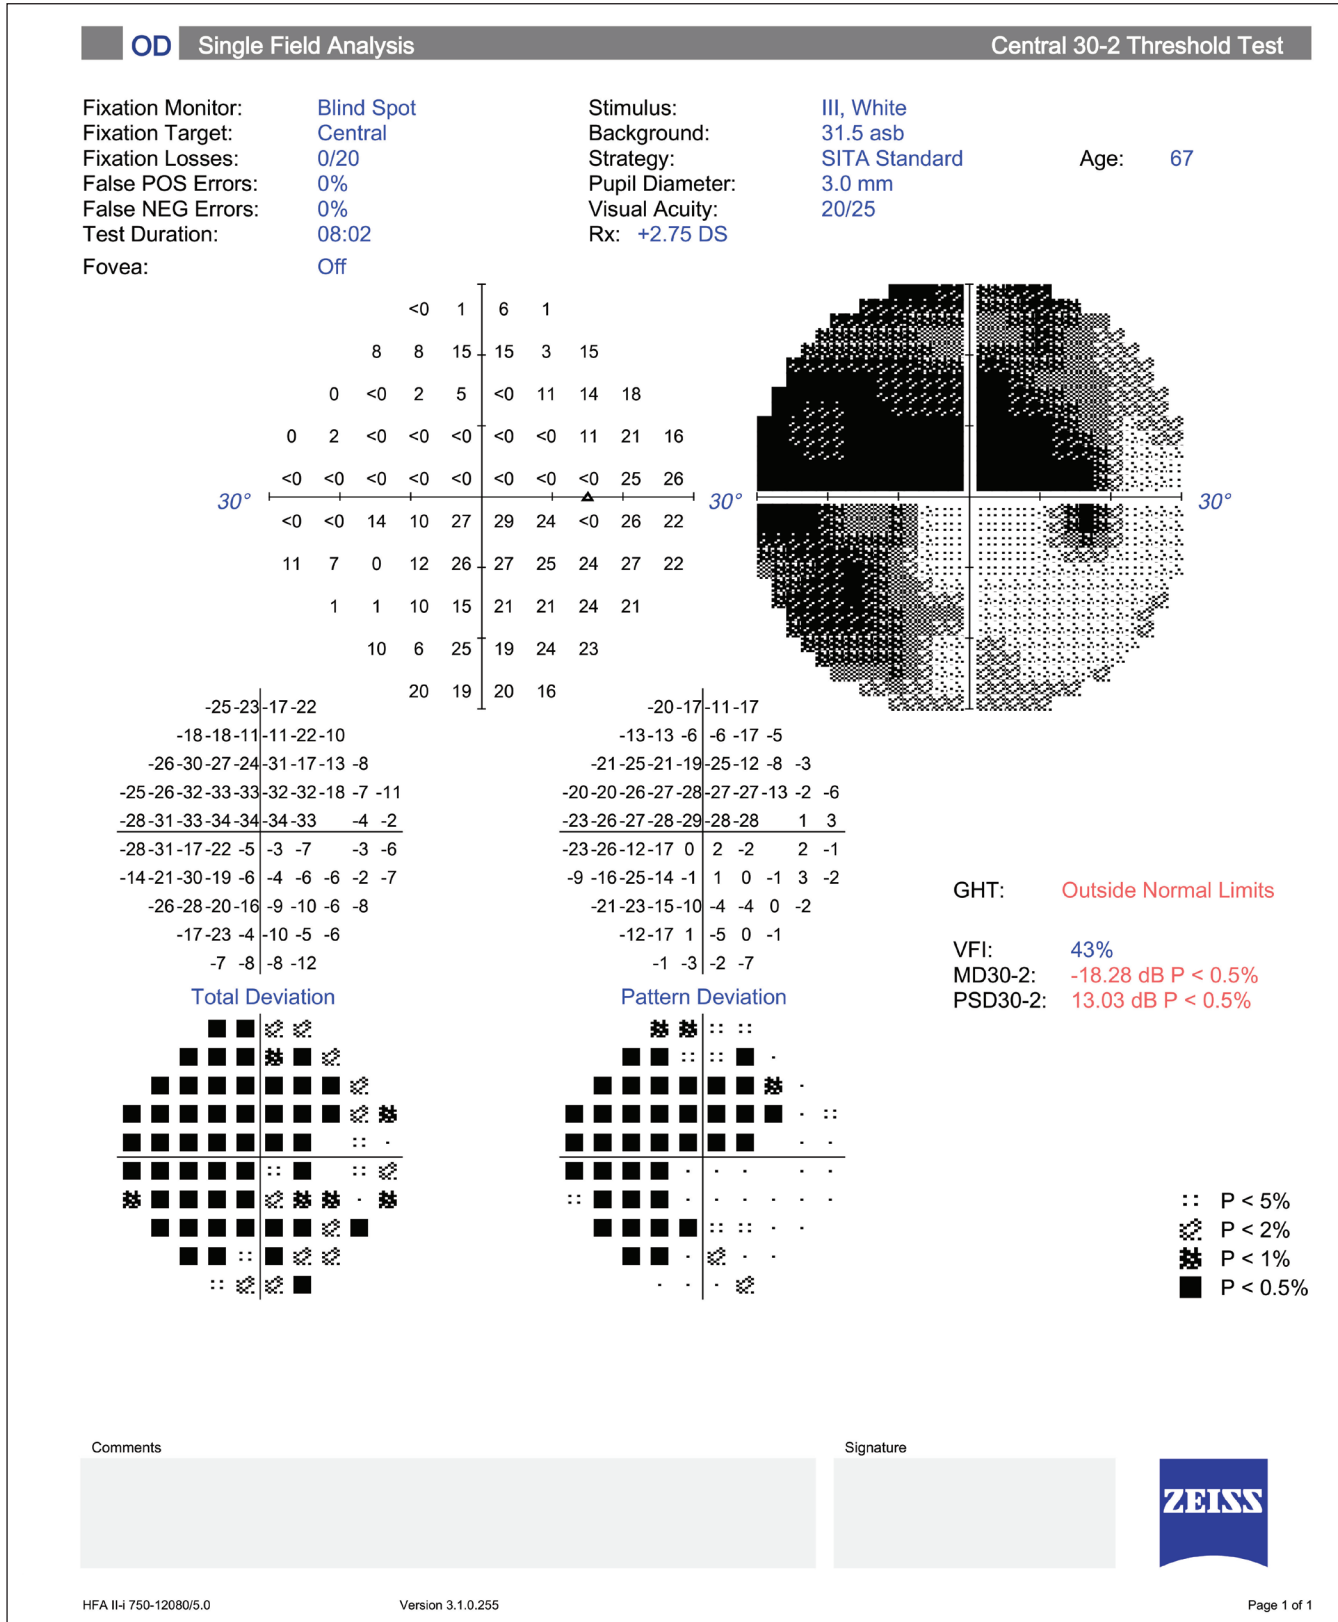 OD Single Field Analysis Central 30-2 Threshold Test
Fixation Monitor: Blind Spot Stimulus: III, White
Fixation Target: Central Background: 31.5 asb
Fixation Losses: 0/20 Strategy: SITA Standard Age: 67
False POS Errors: 0% Pupil Diameter: 3.0 mm
False NEG Errors: 0% Visual Acuity: 20/25
Test Duration: 08:02 Rx: +2.75 DS
Fovea: Off
<0 1 6 1
8 8 15 15 3 15
0 <0 2 5 <0 11 14 18
0 2 <0 <0 <0 <0 <0 11 21 16
<0 <0 <0 <0 <0 <0 <0 <0 25 26
30° 30° 30°
<0 <0 14 10 27 29 24 <0 26 22
11 7 0 12 26 27 25 24 27 22
1 1 10 15 21 21 24 21
10 6 25 19 24 23
20 19 20 16
-25 -23 -17 -22 -20 -17 -11 -17
-18 -18 -11 -11 -22 -10 -13 -13 -6 -6 -17 -5
-26 -30 -27 -24 -31 -17 -13 -8 -21 -25 -21 -19 -25 -12 -8 -3
-25 -26 -32 -33 -33 -32 -32 -18 -7 -11 -20 -20 -26 -27 -28 -27 -27 -13 -2 -6
-28 -31 -33 -34 -34 -34 -33 -4 -2 -23 -26 -27 -28 -29 -28 -28 1 3
-28 -31 -17 -22 -5 -3 -7 -3 -6 -23 -26 -12 -17 0 2 -2 2 -1
-14 -21 -30 -19 -6 -4 -6 -6 -2 -7 -9 -16 -25 -14 -1 1 0 -1 3 -2
-26 -28 -20 -16 -9 -10 -6 -8 -21 -23 -15 -10 -4 -4 0 -2
-17 -23 -4 -10 -5 -6 -12 -17 1 -5 0 -1
-7 -8 -8 -12 -1 -3 -2 -7
GHT: Outside Normal Limits
VFI: 43%
MD30-2: -18.28 dB P < 0.5%
PSD30-2: 13.03 dB P < 0.5%
Total Deviation Pattern Deviation
P < 5%
P < 2%
P < 1%
P < 0.5%
Comments Signature
ZEISS
HFA II-i 750-12080/5.0 Version 3.1.0.255 Page 1 of 1